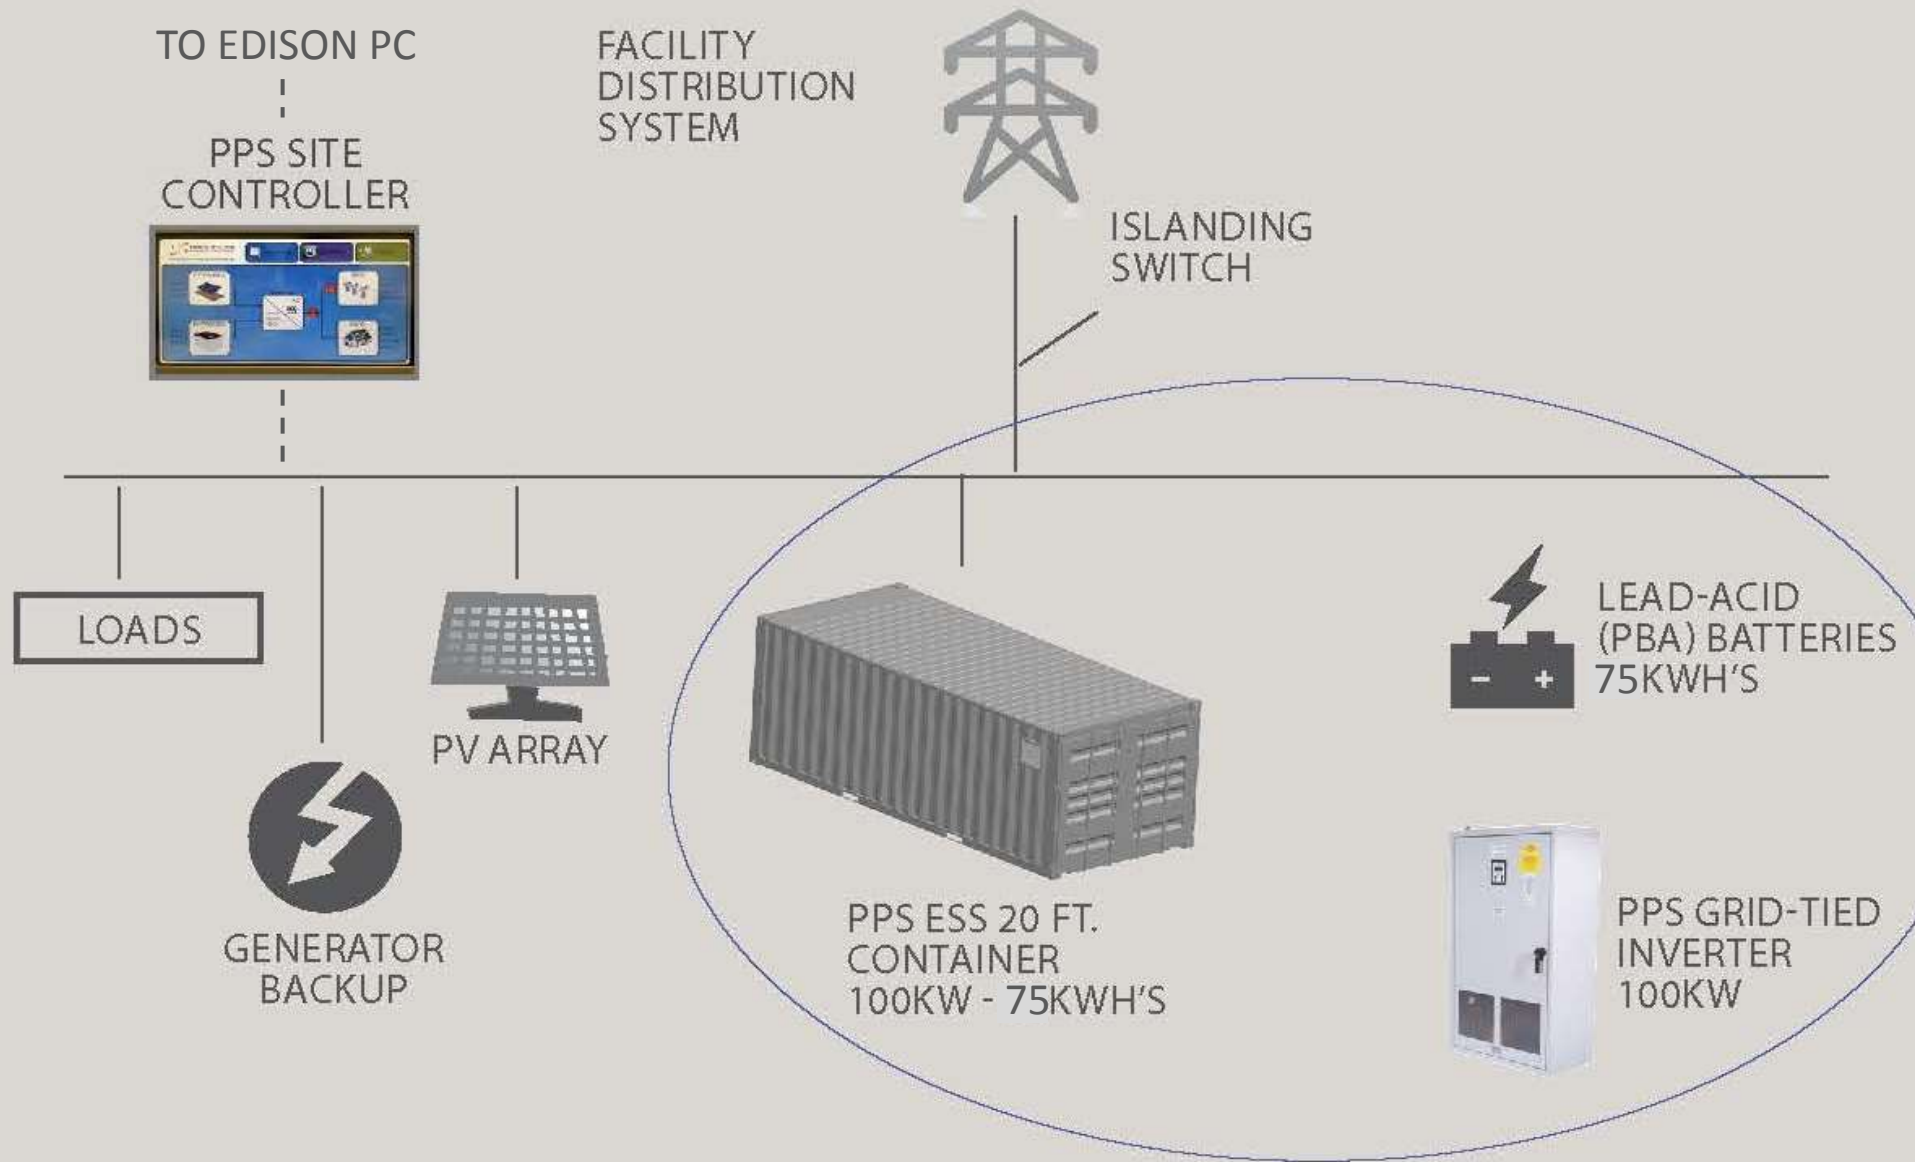 TO EDISON PC
PPS SITE
CONTROLLER
FACILITY
DISTRIBUTION
SYSTEM
ISLANDING
SWITCH
LOADS
GENERATOR
BACKUP
PV ARRAY
PPS ESS 20 FT.
CONTAINER
100KW - 75KWH'S
LEAD-ACID
(PBA) BATTERIES
75KWH'S
PPS GRID-TIED
INVERTER
100KW